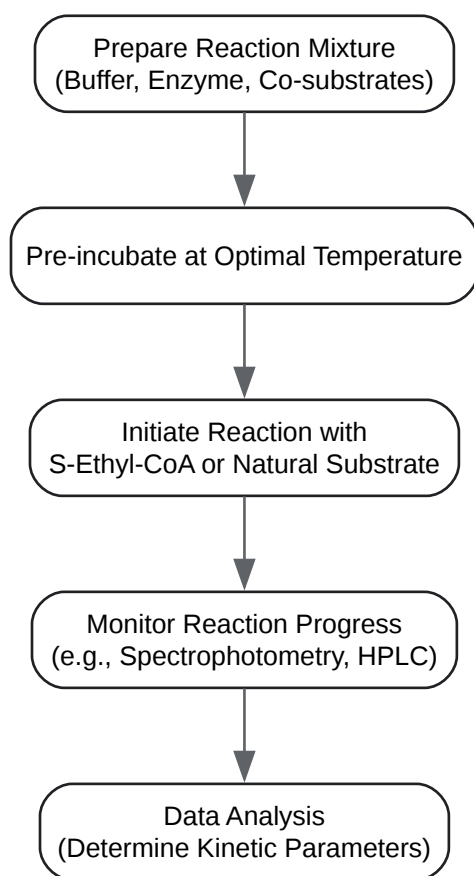 Prepare Reaction Mixture
(Buffer, Enzyme, Co-substrates)
Pre-incubate at Optimal Temperature
Initiate Reaction with
S-Ethyl-CoA or Natural Substrate
Monitor Reaction Progress
(e.g., Spectrophotometry, HPLC)
Data Analysis
(Determine Kinetic Parameters)